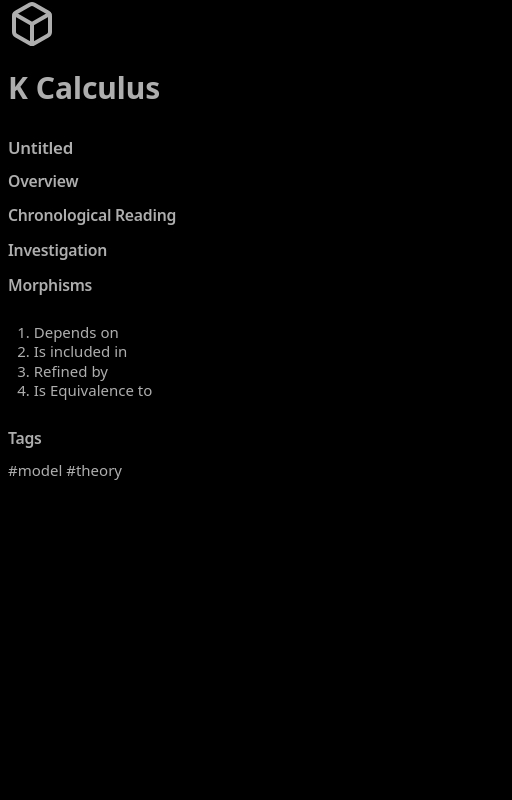 K Calculus
Untitled
Overview
Chronological Reading
Investigation
Morphisms
1. Depends on
2. Is included in
3. Refined by
4. Is Equivalence to
Tags
#model #theory